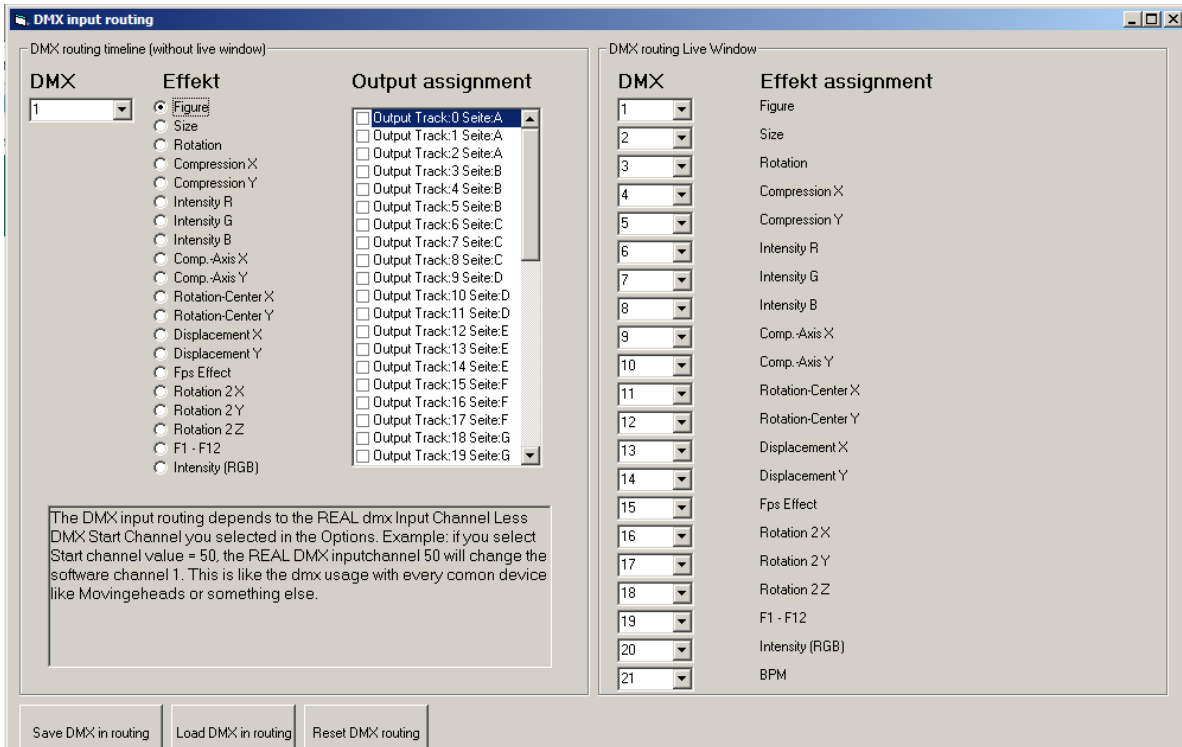 DMX input routing
DMX routing timeline (without live window)
DMX
Effekt
Output assignment
1
Figure
Size
Rotation
Compression X
Compression Y
Intensity R
Intensity G
Intensity B
Comp.-Axis X
Comp.-Axis Y
Rotation-Center X
Rotation-Center Y
Displacement X
Displacement Y
Fps Effect
Rotation 2 X
Rotation 2 Y
Rotation 2 Z
F1 - F12
Intensity (RGB)
Output Track:0 Seite:A
Output Track:1 Seite:A
Output Track:2 Seite:A
Output Track:3 Seite:B
Output Track:4 Seite:B
Output Track:5 Seite:B
Output Track:6 Seite:C
Output Track:7 Seite:C
Output Track:8 Seite:C
Output Track:9 Seite:D
Output Track:10 Seite:D
Output Track:11 Seite:D
Output Track:12 Seite:E
Output Track:13 Seite:E
Output Track:14 Seite:E
Output Track:15 Seite:F
Output Track:16 Seite:F
Output Track:17 Seite:F
Output Track:18 Seite:G
Output Track:19 Seite:G
The DMX input routing depends to the REAL dmx Input Channel Less
DMX Start Channel you selected in the Options. Example: if you select
Start channel value = 50, the REAL DMX inputchannel 50 will change the
software channel 1. This is like the dmx usage with every comon device
like Movingeheads or something else.
DMX routing Live Window
DMX Effekt assignment
1 Figure
2 Size
3 Rotation
4 Compression X
5 Compression Y
6 Intensity R
7 Intensity G
8 Intensity B
9 Comp.-Axis X
10 Comp.-Axis Y
11 Rotation-Center X
12 Rotation-Center Y
13 Displacement X
14 Displacement Y
15 Fps Effect
16 Rotation 2 X
17 Rotation 2 Y
18 Rotation 2 Z
19 F1 - F12
20 Intensity (RGB)
21 BPM
Save DMX in routing
Load DMX in routing
Reset DMX routing